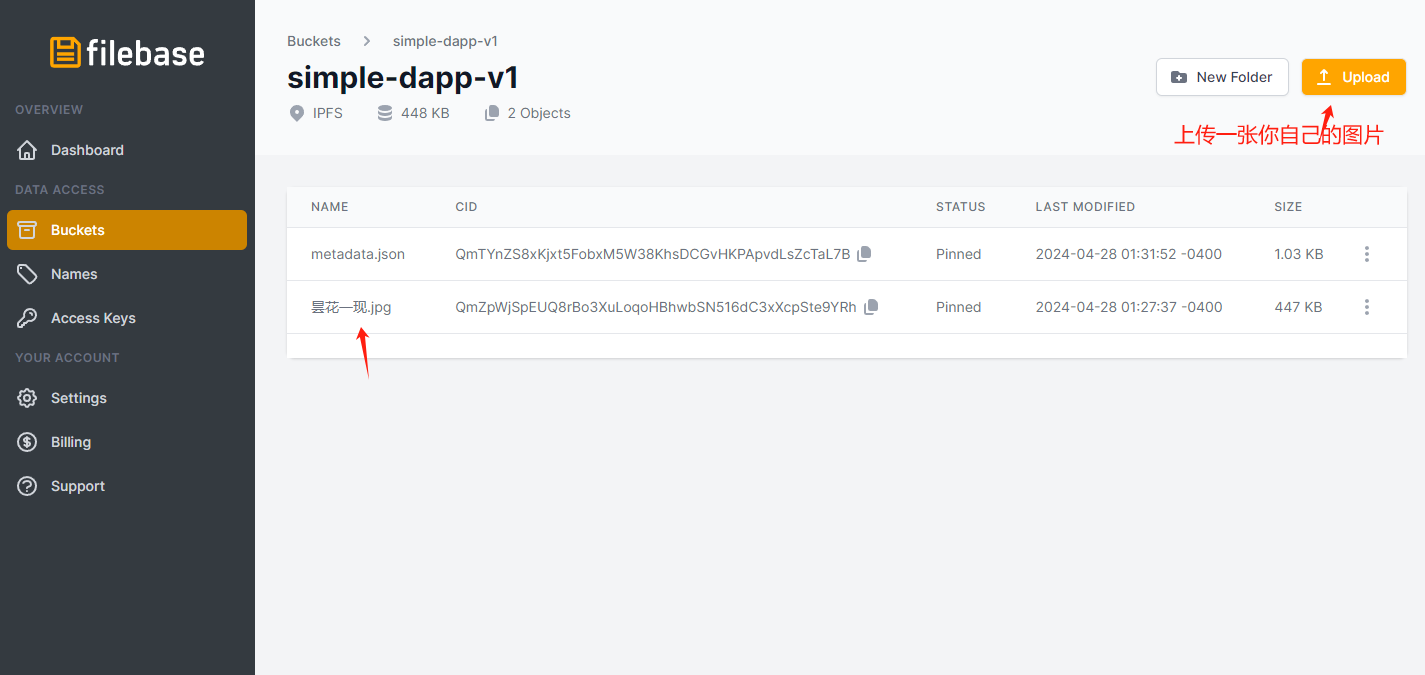 filebase
OVERVIEW
Dashboard
DATA ACCESS
Buckets
Names
Access Keys
YOUR ACCOUNT
Settings
Billing
Support
Buckets simple-dapp-v1
simple-dapp-v1
IPFS 448 KB 2 Objects
New Folder Upload
上传一张你自己的图片
NAME CID STATUS LAST MODIFIED SIZE
metadata.json QmTYnZS8xKjxt5FobxM5W38KhsDCGvHKPApvdLsZcTaL7B Pinned 2024-04-28 01:31:52 -0400 1.03 KB
昙花一现.jpg QmZpWjSpEUQ8rBo3XuLoqoHBhwbSN516dC3xXcpSte9YRh Pinned 2024-04-28 01:27:37 -0400 447 KB